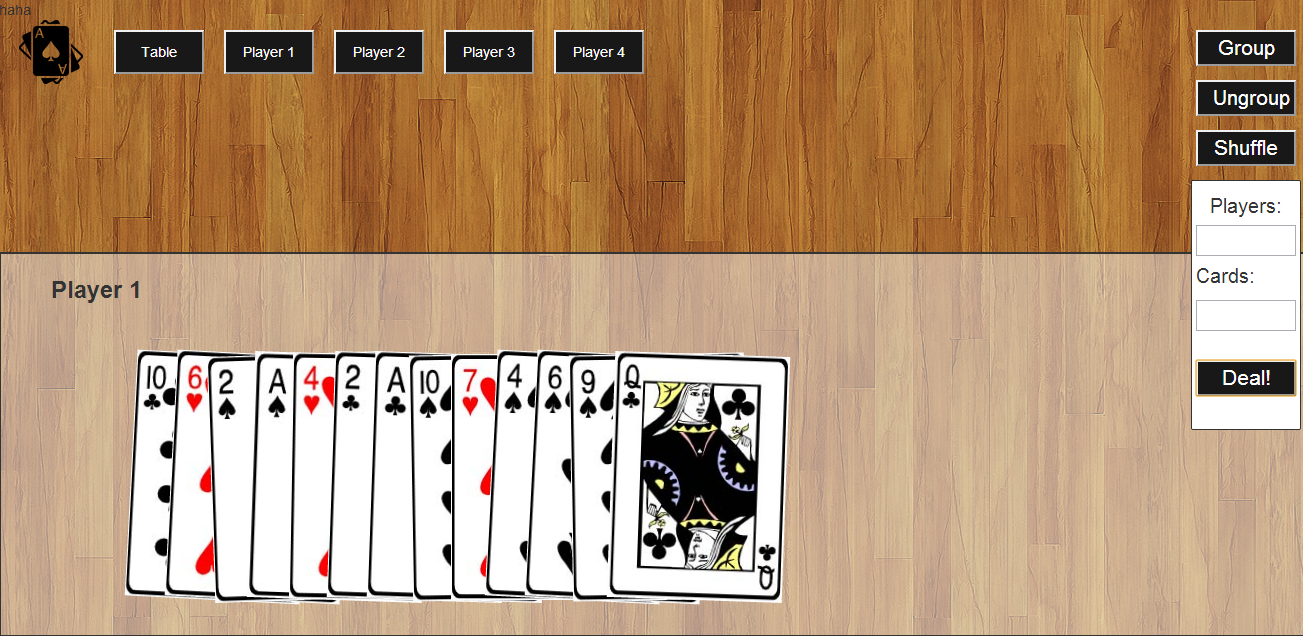 haha
A
A
Table Player 1 Player 2 Player 3 Player 4
Group
Ungroup
Shuffle
Players:
Cards:
Deal!
Player 1
10 6 2 A 4 2 A 10 7 4 6 9 Q
Q